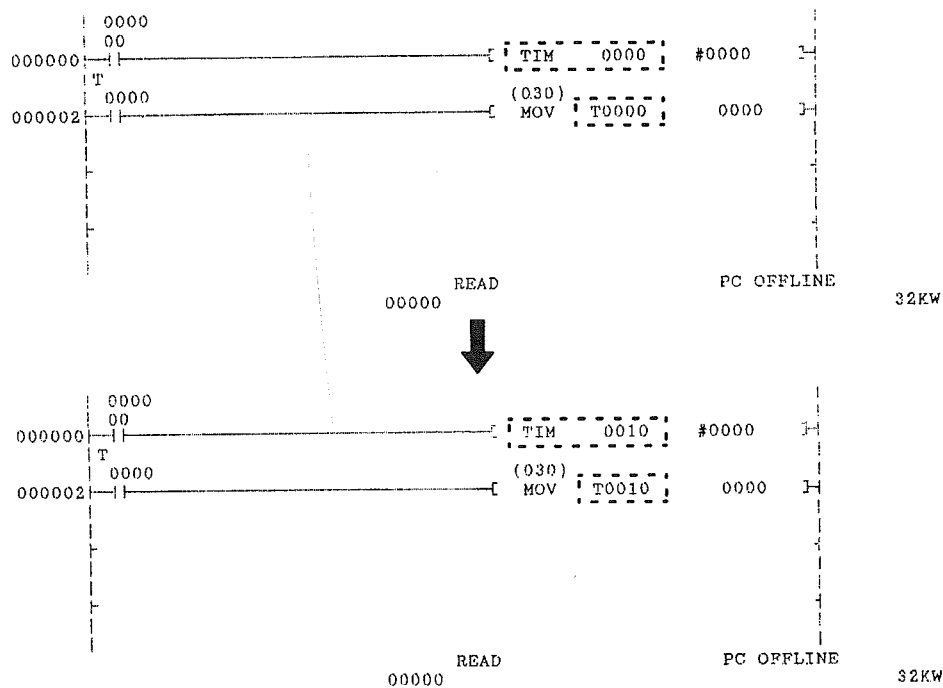 0000
00
000000 TIM 0000 #0000
T
0000
000002 (030)
MOV T0000 0000
READ PC OFFLINE
00000 32KW
0000
00
000000 TIM 0010 #0000
T
0000
000002 (030)
MOV T0010 0000
READ PC OFFLINE
00000 32KW